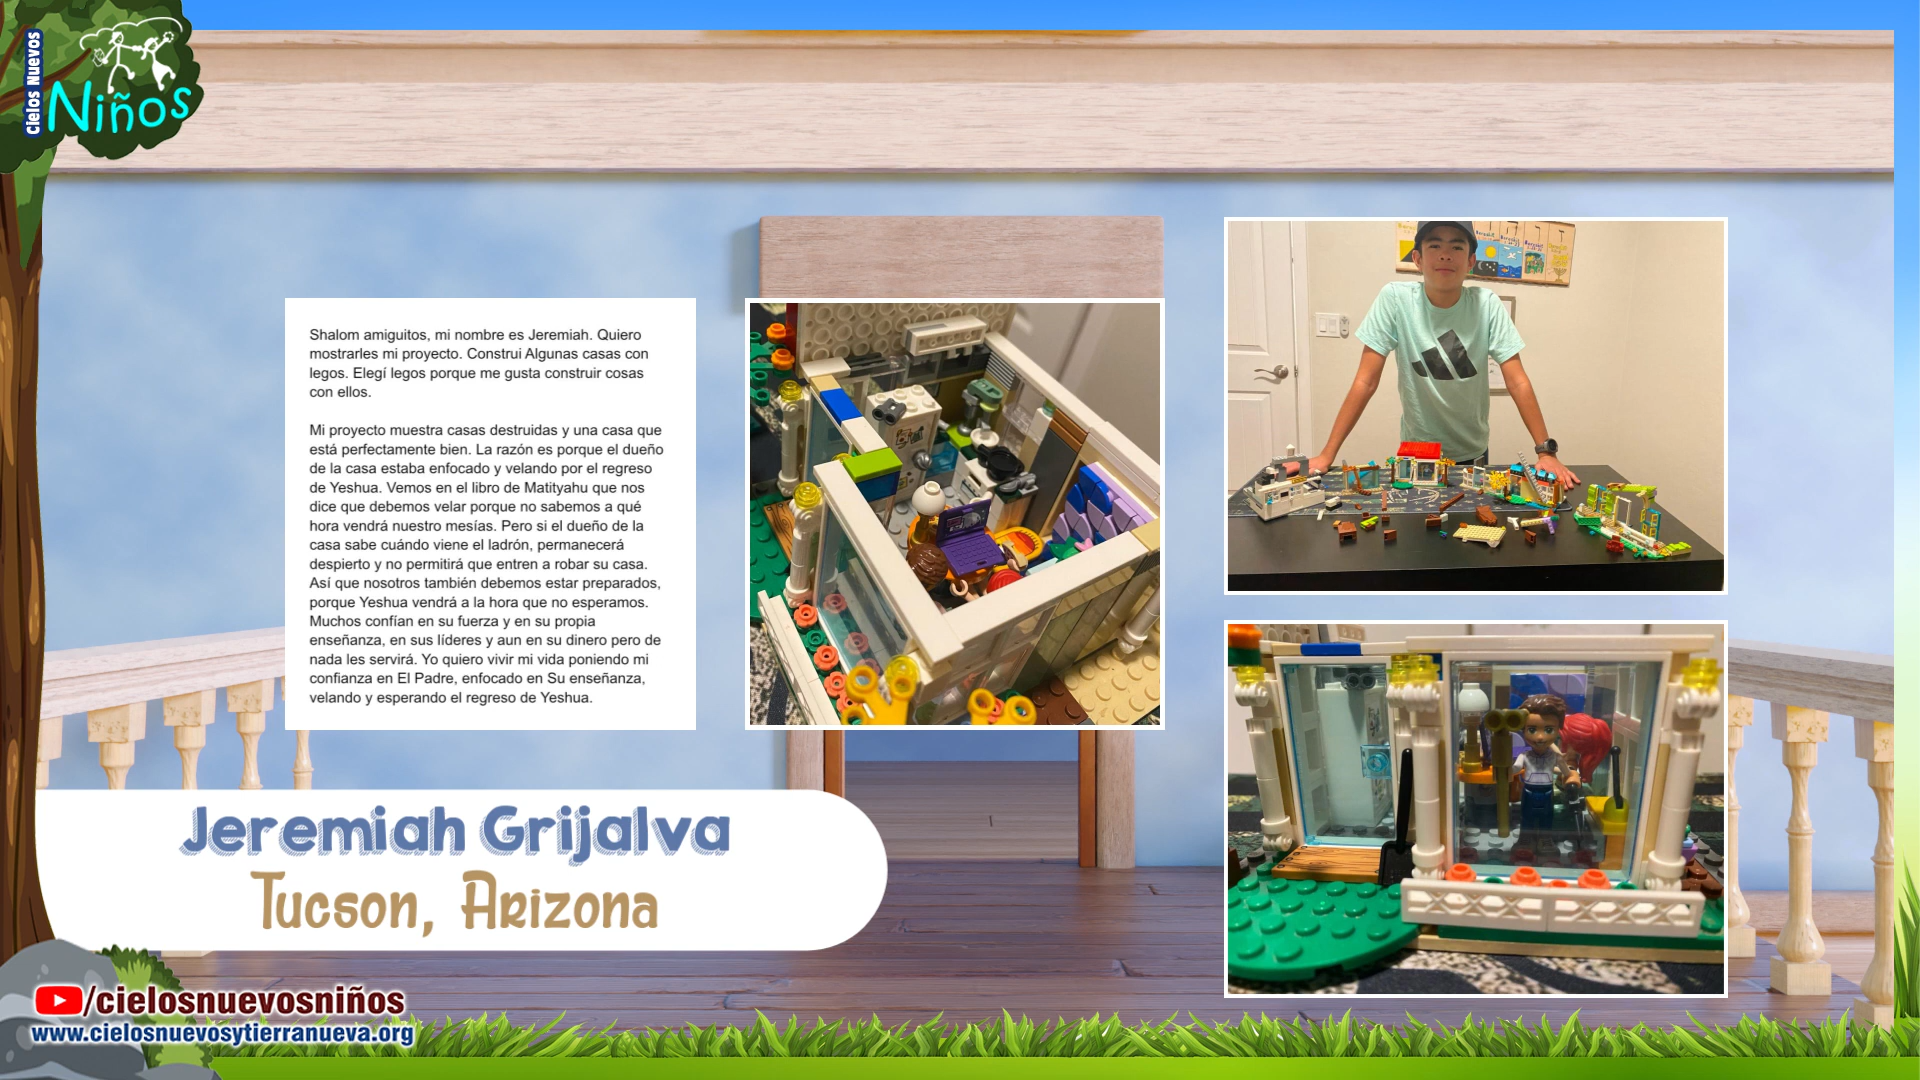 Cielos Nuevos
Niños
Shalom amiguitos, mi nombre es Jeremiah. Quiero
mostrarles mi proyecto. Construi Algunas casas con
legos. Elegí legos porque me gusta construir cosas
con ellos.
Mi proyecto muestra casas destruidas y una casa que
está perfectamente bien. La razón es porque el dueño
de la casa estaba enfocado y velando por el regreso
de Yeshua. Vemos en el libro de Matityahu que nos
dice que debemos velar porque no sabemos a qué
hora vendrá nuestro mesías. Pero si el dueño de la
casa sabe cuándo viene el ladrón, permanecerá
despierto y no permitirá que entren a robar su casa.
Así que nosotros también debemos estar preparados,
porque Yeshua vendrá a la hora que no esperamos.
Muchos confían en su fuerza y en su propia
enseñanza, en sus líderes y aun en su dinero pero de
nada les servirá. Yo quiero vivir mi vida poniendo mi
confianza en El Padre, enfocado en Su enseñanza,
velando y esperando el regreso de Yeshua.
Jeremiah Grijalva
Tucson, Arizona
/cielosnuevosniños
www.cielosnuevosytierranueva.org